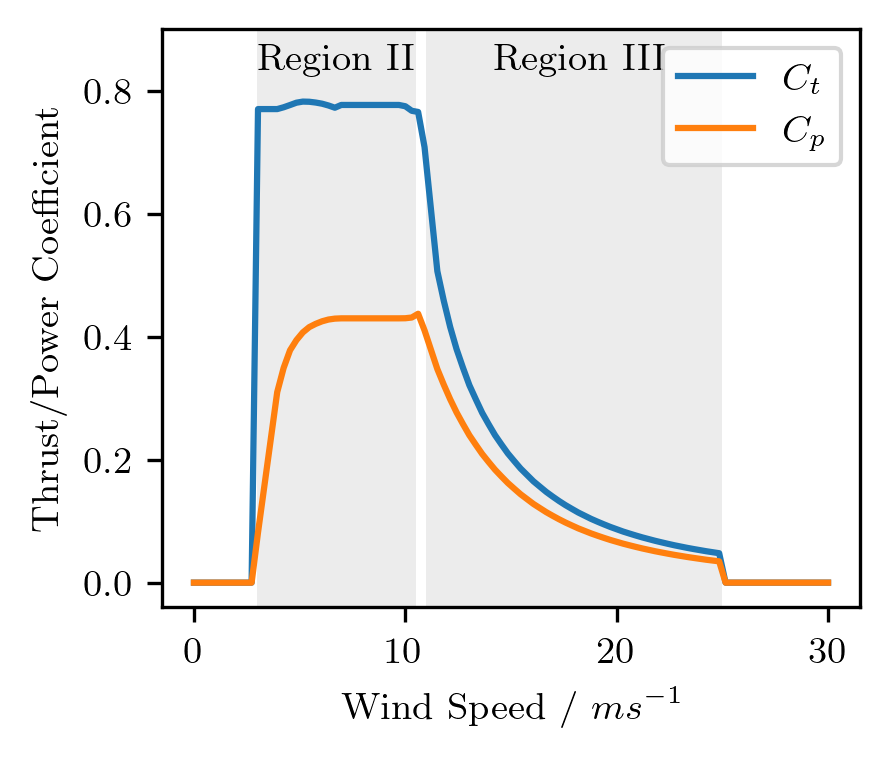 Region II
Region III
C_t
C_p
Thrust/Power Coefficient
0.8
0.6
0.4
0.2
0.0
0
10
20
30
Wind Speed / ms⁻¹